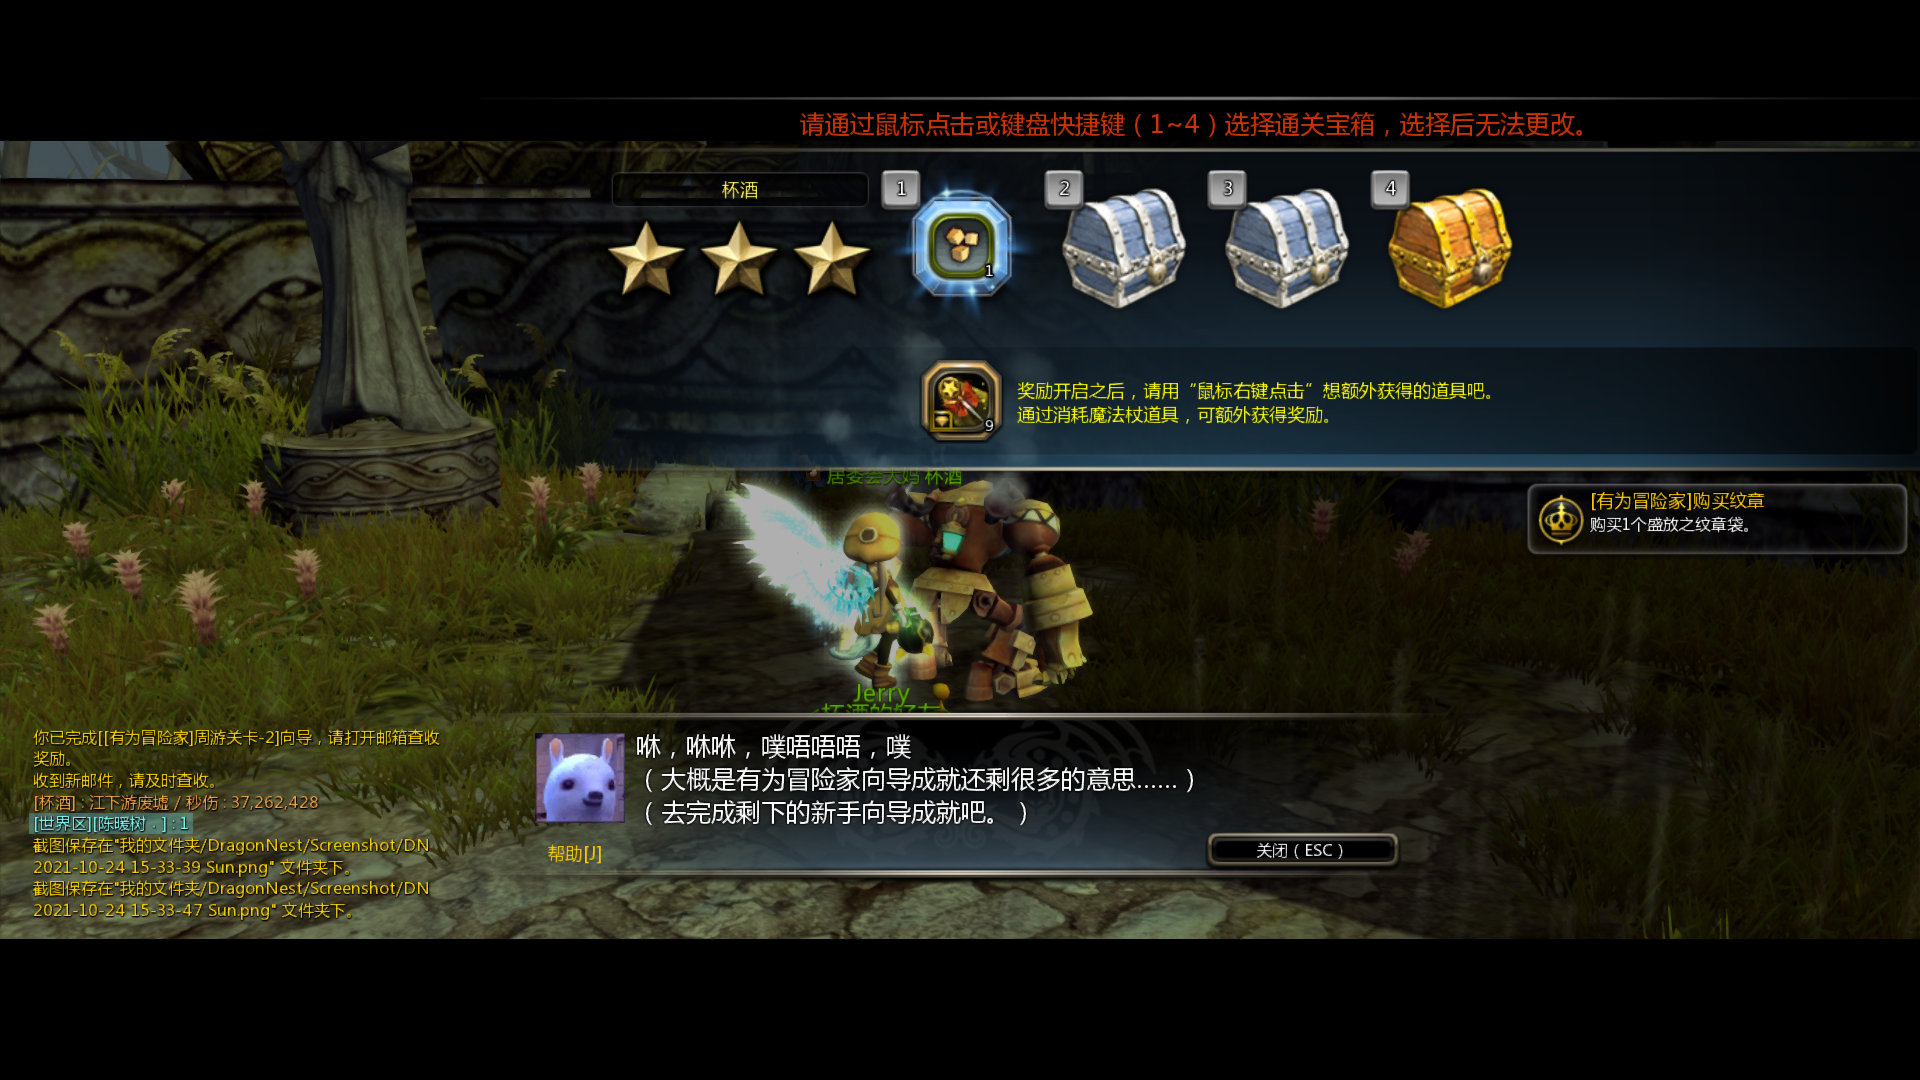 请通过鼠标点击或键盘快捷键（1~4）选择通关宝箱，选择后无法更改。
杯酒
1
2
3
4
1
奖励开启之后，请用“鼠标右键点击”想额外获得的道具吧。
通过消耗魔法杖道具，可额外获得奖励。
9
居委会大妈 杯酒
[有为冒险家]购买纹章
购买1个盛放之纹章袋。
Jerry
杯酒的好友
咻，咻咻，噗唔唔唔，噗
（大概是有为冒险家向导成就还剩很多的意思......）
（去完成剩下的新手向导成就吧。）
帮助[J]
关闭（ESC）
你已完成[[有为冒险家]周游关卡-2]向导，请打开邮箱查收
奖励。
收到新邮件，请及时查收。
[杯酒] : 江下游废墟 / 秒伤 : 37,262,428
[世界区][陈暖树﹒] : 1
截图保存在"我的文件夹/DragonNest/Screenshot/DN
2021-10-24 15-33-39 Sun.png" 文件夹下。
截图保存在"我的文件夹/DragonNest/Screenshot/DN
2021-10-24 15-33-47 Sun.png" 文件夹下。